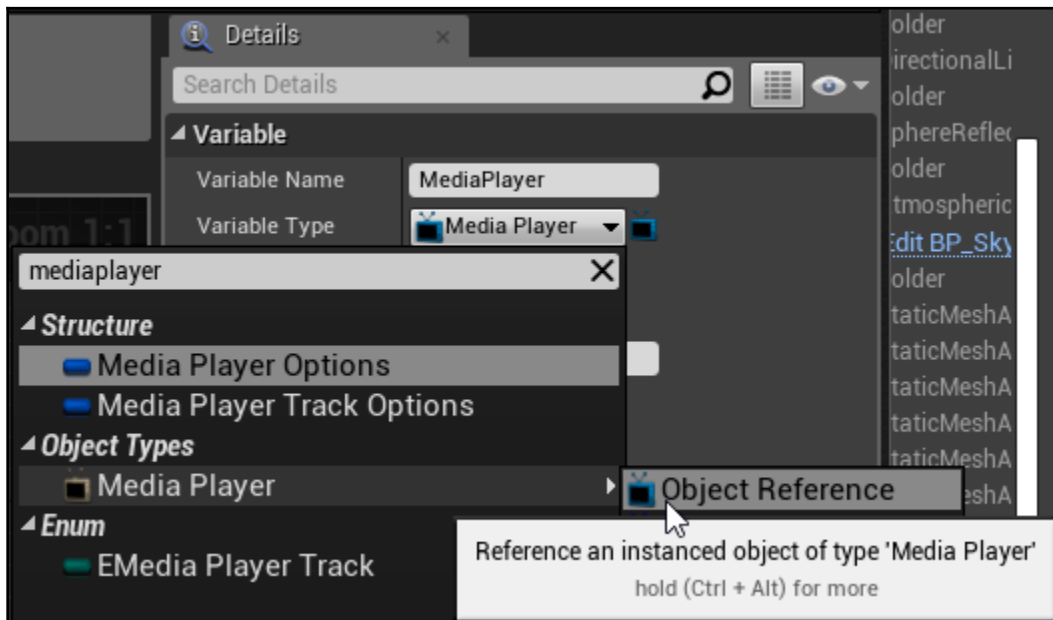 Details
Search Details
Variable
Variable Name
MediaPlayer
Variable Type
Media Player
oom 1:1
mediaplayer
Structure
Media Player Options
Media Player Track Options
Object Types
Media Player
Object Reference
Enum
EMedia Player Track
Reference an instanced object of type 'Media Player'
hold (Ctrl + Alt) for more
older
irectionalLi
older
phereReflec
older
tmospheric
Edit BP_Sky
older
taticMeshA
taticMeshA
taticMeshA
taticMeshA
taticMeshA
eshA